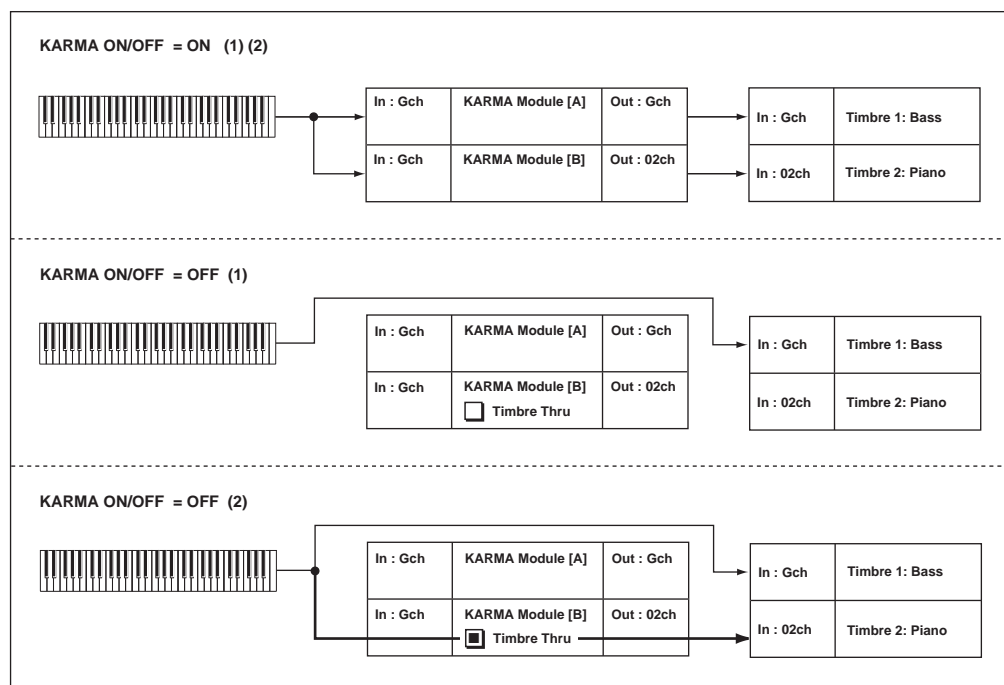 KARMA ON/OFF = ON (1) (2)
In : Gch KARMA Module [A] Out : Gch
In : Gch Timbre 1: Bass
In : Gch KARMA Module [B] Out : 02ch
In : 02ch Timbre 2: Piano
KARMA ON/OFF = OFF (1)
In : Gch KARMA Module [A] Out : Gch
In : Gch Timbre 1: Bass
In : Gch KARMA Module [B] Out : 02ch
In : 02ch Timbre 2: Piano
Timbre Thru
KARMA ON/OFF = OFF (2)
In : Gch KARMA Module [A] Out : Gch
In : Gch Timbre 1: Bass
In : Gch KARMA Module [B] Out : 02ch
In : 02ch Timbre 2: Piano
Timbre Thru